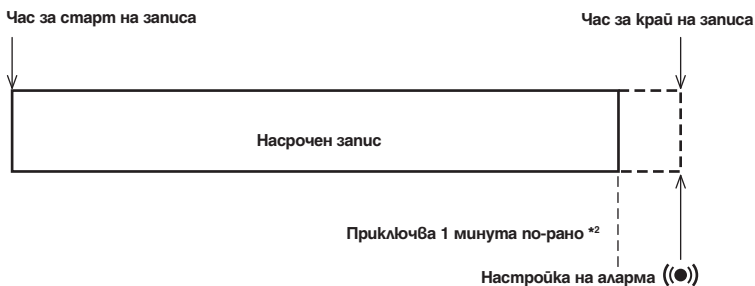 Час за старт на записа
Час за край на записа
Насрочен запис
Приключва 1 минута по-рано *2
Настройка на аларма